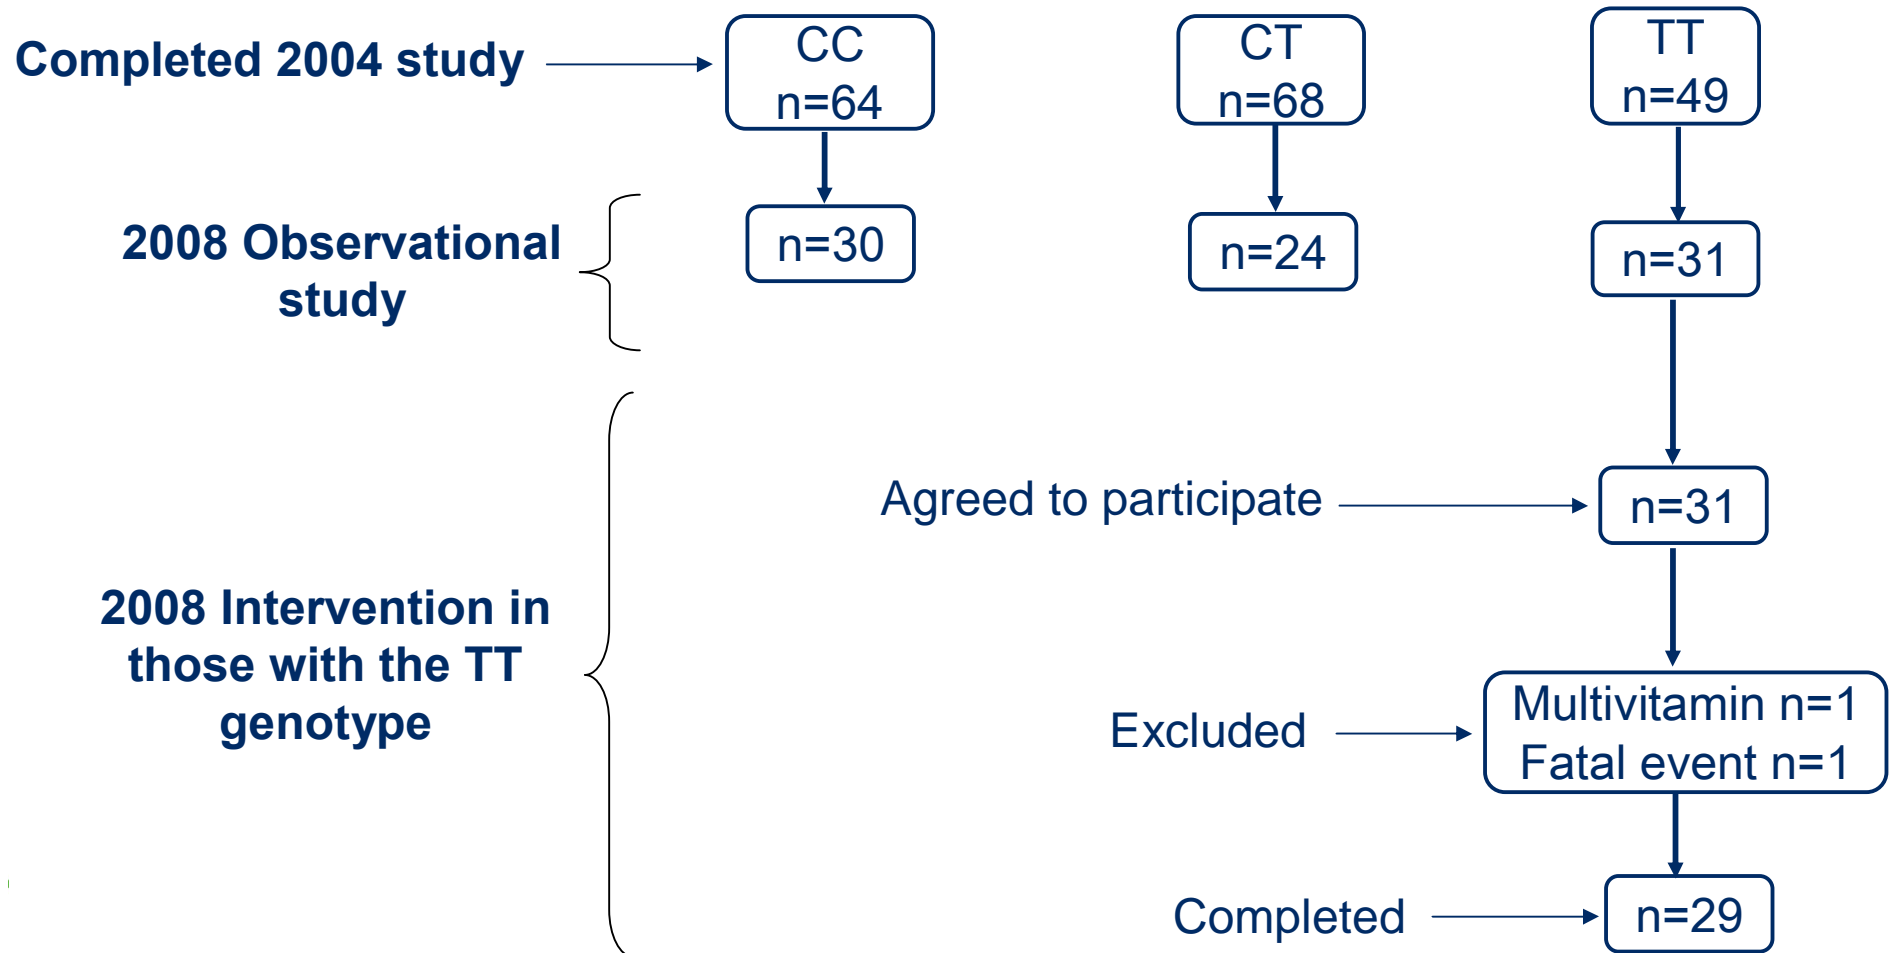 Completed 2004 study
CC
n=64
CT
n=68
TT
n=49
2008 Observational
study
n=30
n=24
n=31
Agreed to participate
n=31
2008 Intervention in
those with the TT
genotype
Excluded
Multivitamin n=1
Fatal event n=1
Completed
n=29